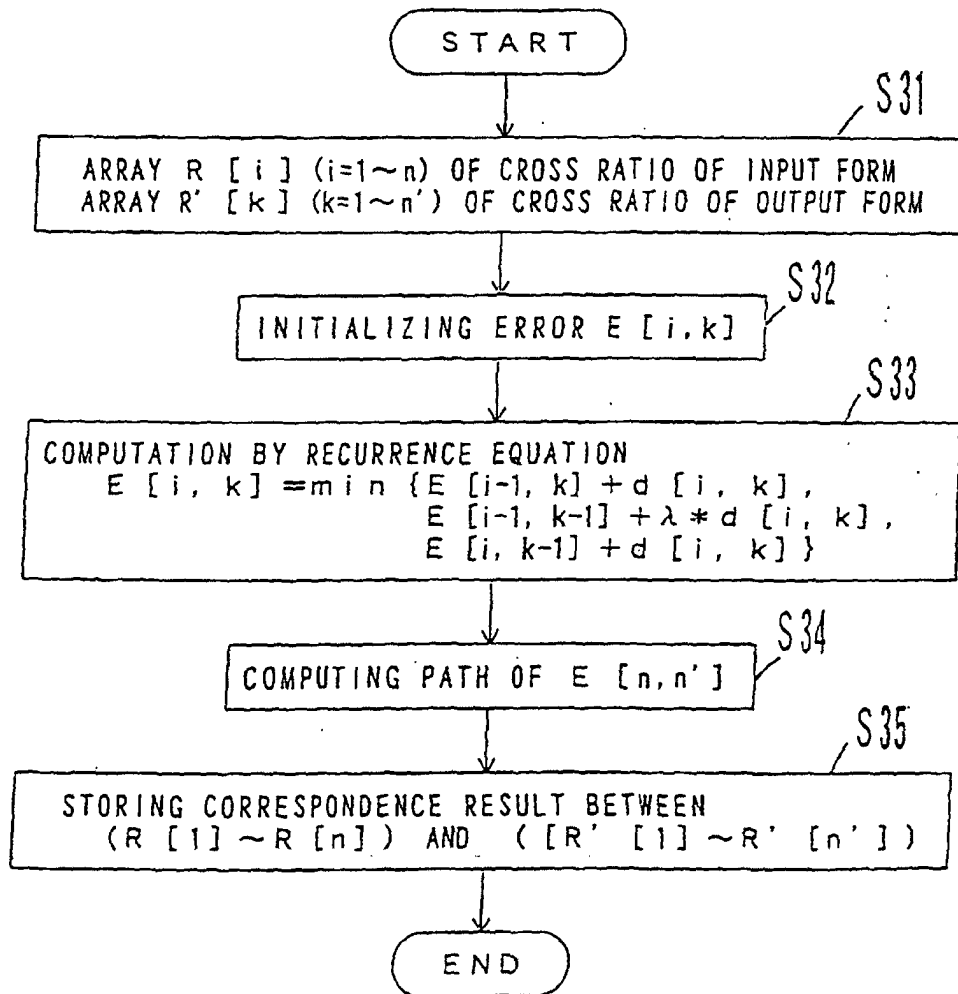 START
S31
ARRAY R [i] (i=1~n) OF CROSS RATIO OF INPUT FORM
ARRAY R' [k] (k=1~n') OF CROSS RATIO OF OUTPUT FORM
S32
INITIALIZING ERROR E [i,k]
S33
COMPUTATION BY RECURRENCE EQUATION
E [i, k] =min {E [i-1, k] +d [i, k],
E [i-1, k-1] +λ*d [i, k],
E [i, k-1] +d [i, k] }
S34
COMPUTING PATH OF E [n,n']
S35
STORING CORRESPONDENCE RESULT BETWEEN
(R [1] ~R [n]) AND ([R' [1] ~R' [n'])
END